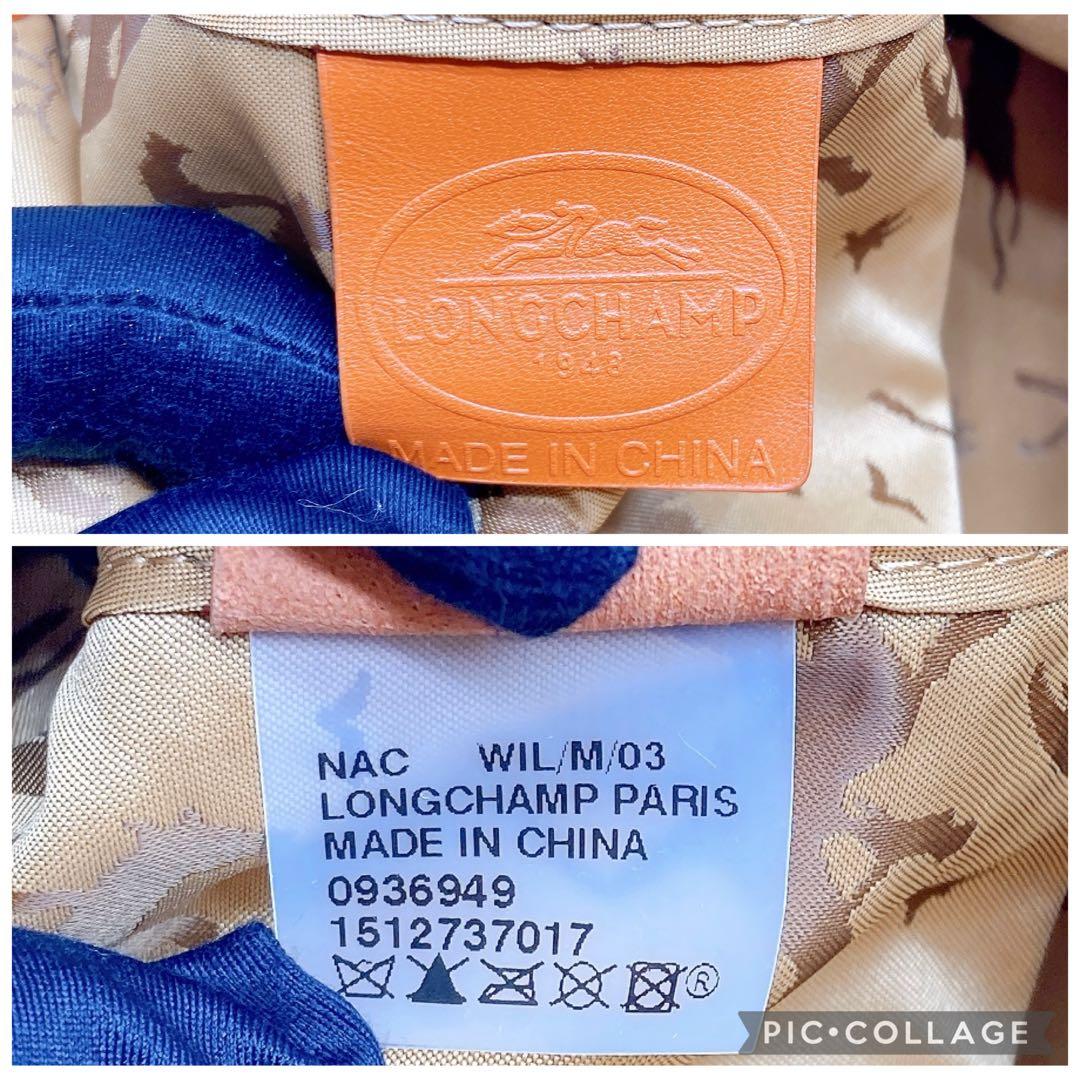 LONGCHAMP
1948
MADE IN CHINA
NAC WIL/M/03
LONGCHAMP PARIS
MADE IN CHINA
0936949
1512737017
®
PIC•COLLAGE